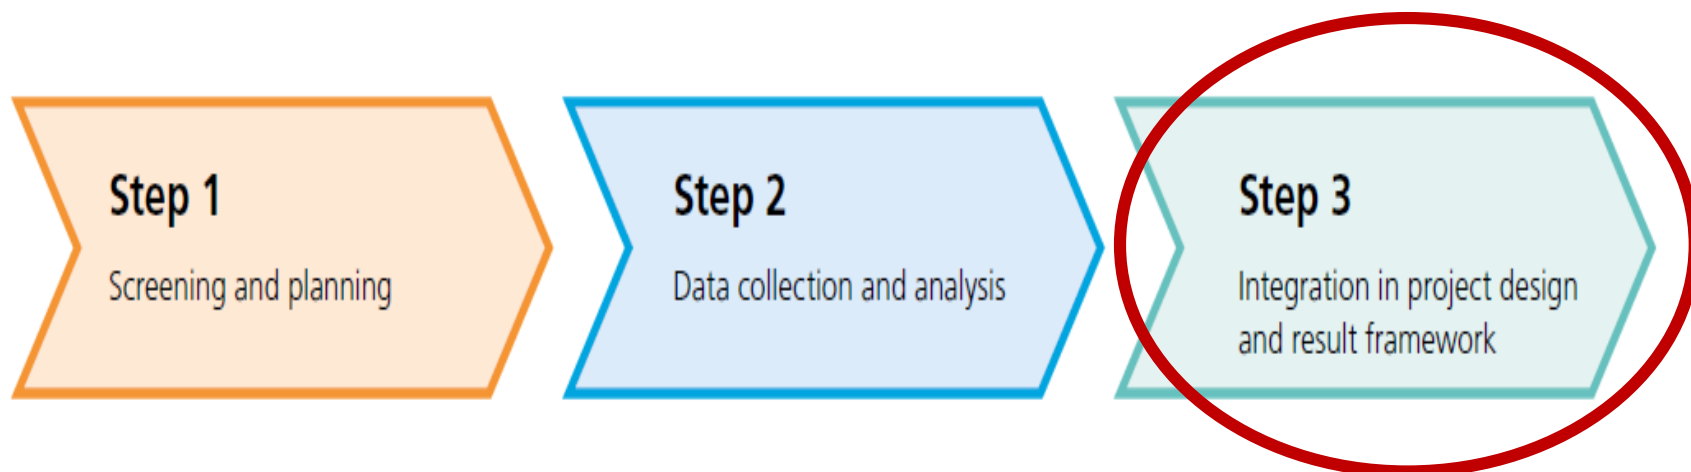 Step 1
Screening and planning
Step 2
Data collection and analysis
Step 3
Integration in project design
and result framework